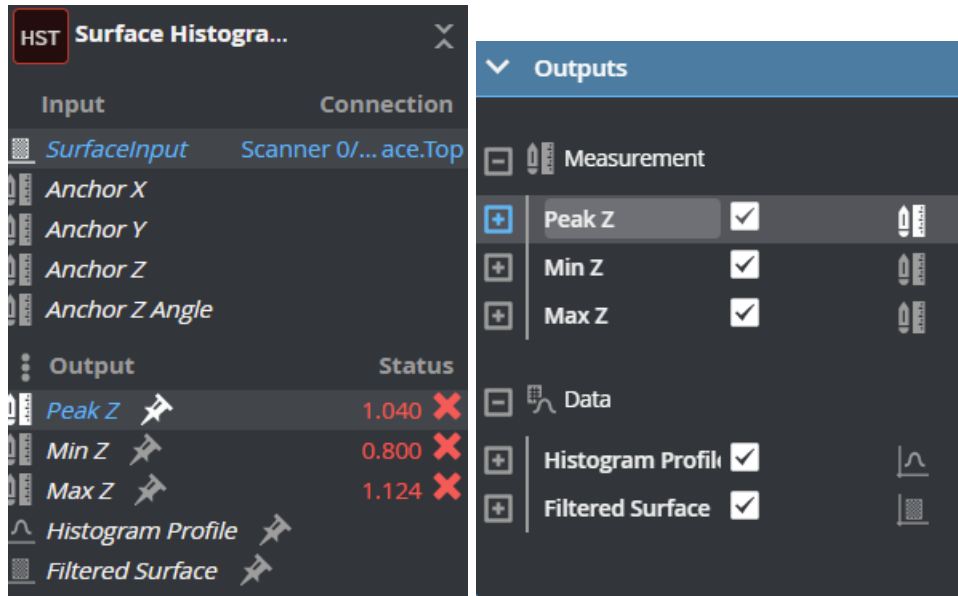 HST Surface Histogra...
Input Connection
SurfaceInput Scanner 0/... ace.Top
Anchor X
Anchor Y
Anchor Z
Anchor Z Angle
Output Status
Peak Z 1.040
Min Z 0.800
Max Z 1.124
Histogram Profile
Filtered Surface
Outputs
Measurement
Peak Z
Min Z
Max Z
Data
Histogram Profil
Filtered Surface